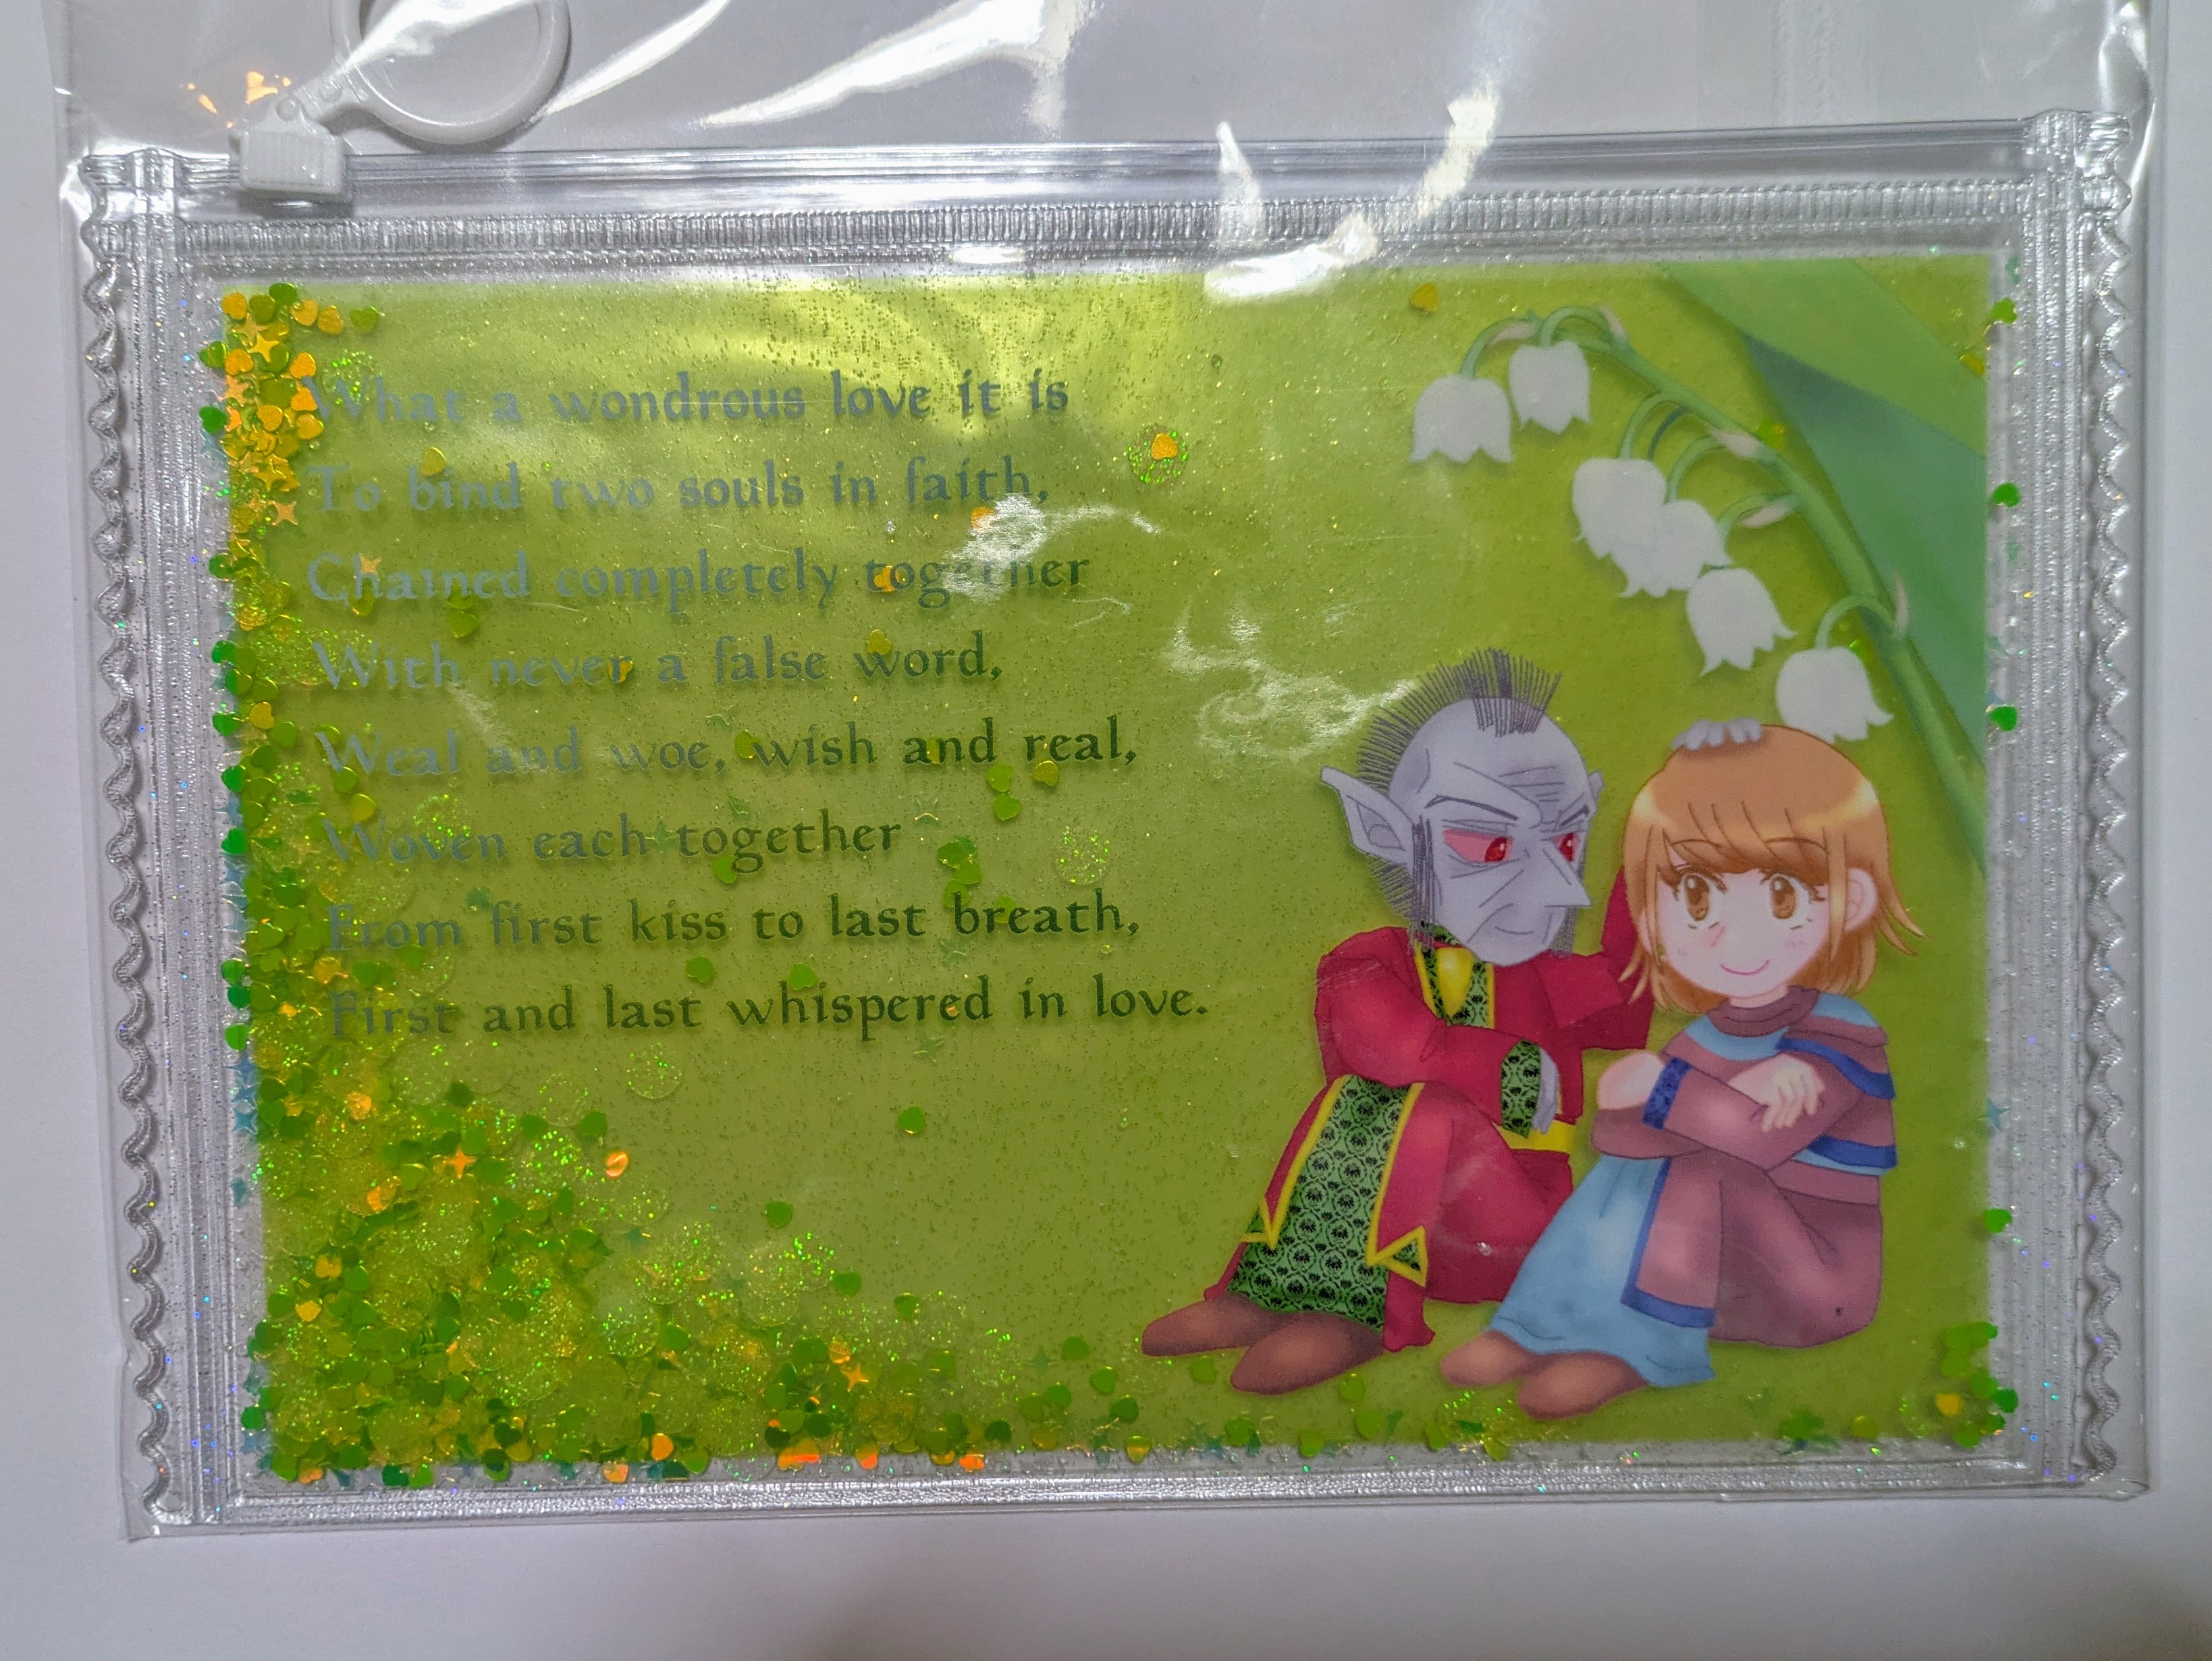 What a wondrous love it is
To bind two souls in faith,
Chained completely together
With never a false word,
Weal and woe, wish and real,
Woven each together
From first kiss to last breath,
First and last whispered in love.